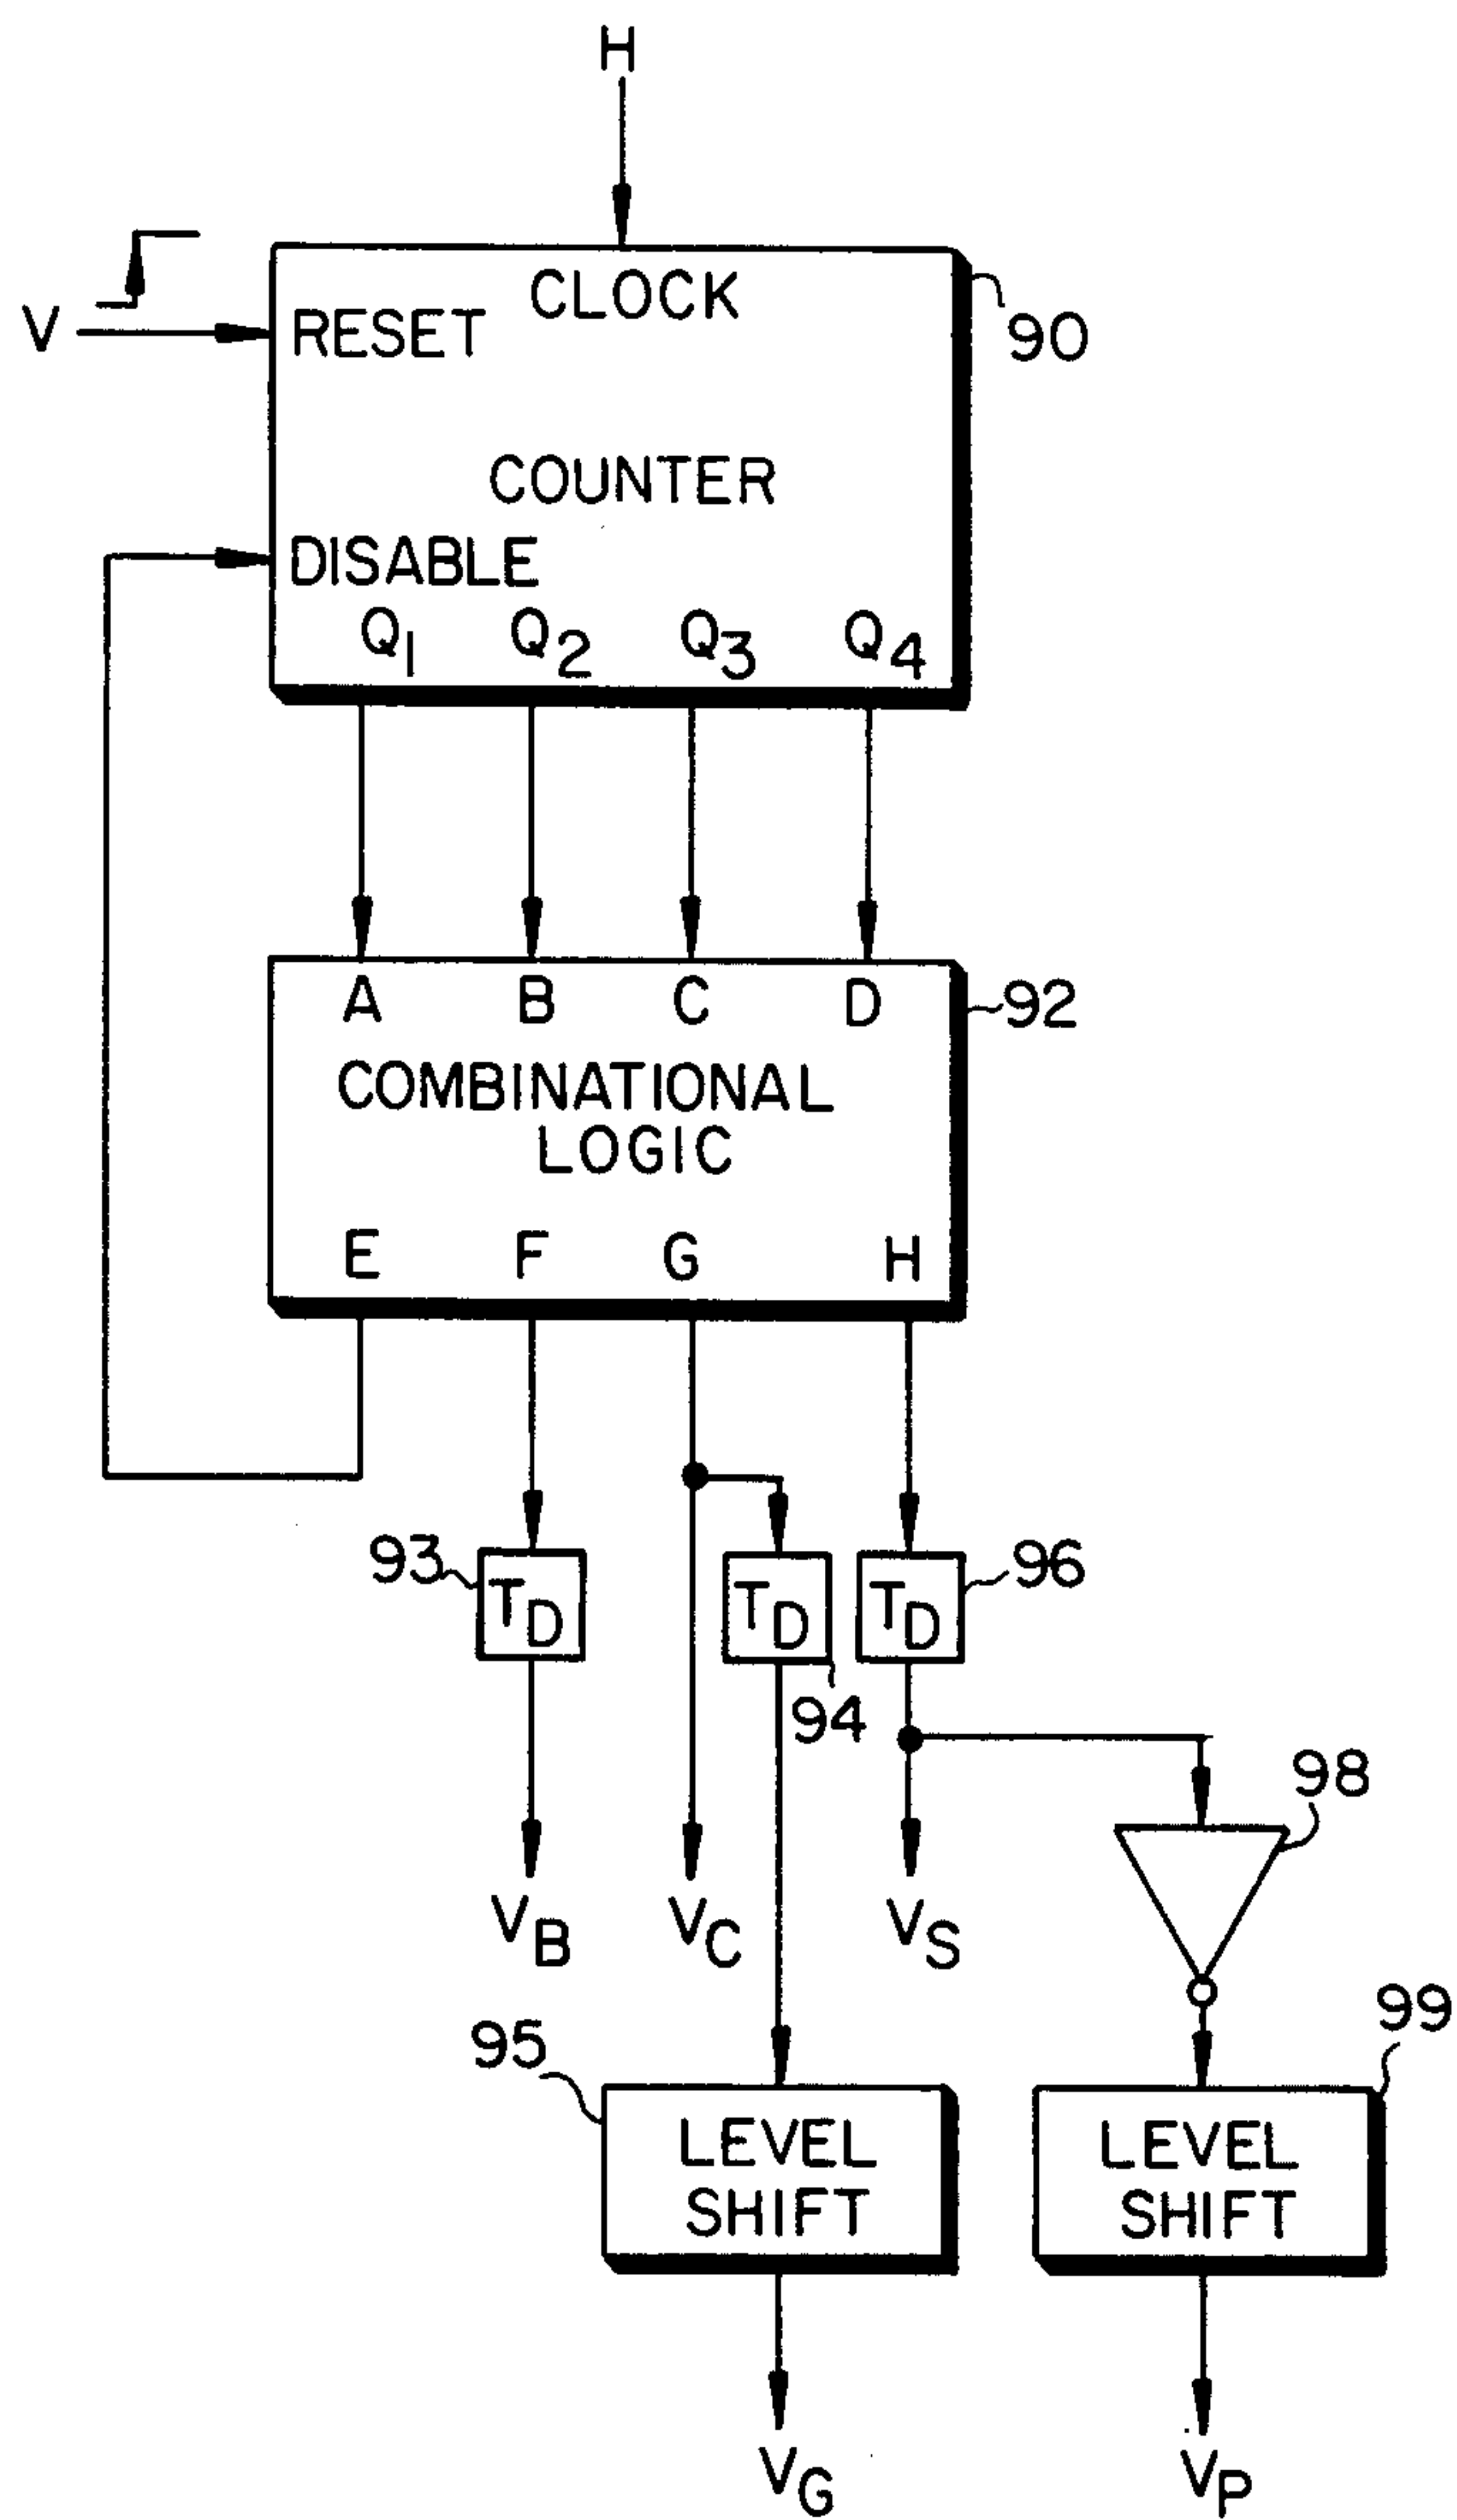 H
CLOCK
V
RESET
90
COUNTER
DISABLE
Q1 Q2 Q3 Q4
A B C D
92
COMBINATIONAL
LOGIC
E F G H
93
TD
TD
TD
96
94
98
VB
VC
VS
95
99
LEVEL
SHIFT
LEVEL
SHIFT
VG
VP